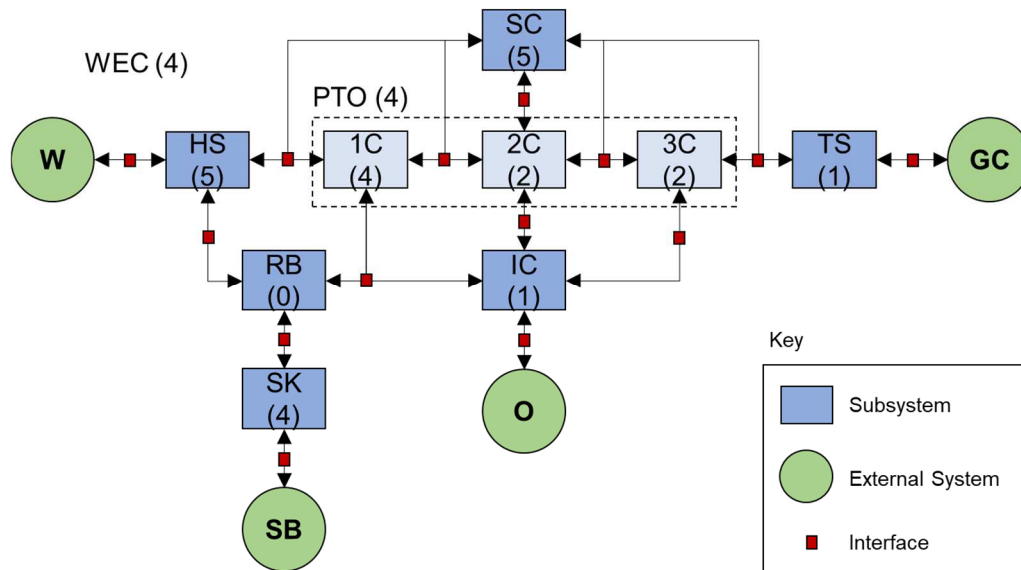 SC
(5)
WEC (4)
PTO (4)
W
HS
(5)
1C
(4)
2C
(2)
3C
(2)
TS
(1)
GC
RB
(0)
IC
(1)
SK
(4)
O
SB
Key
Subsystem
External System
Interface